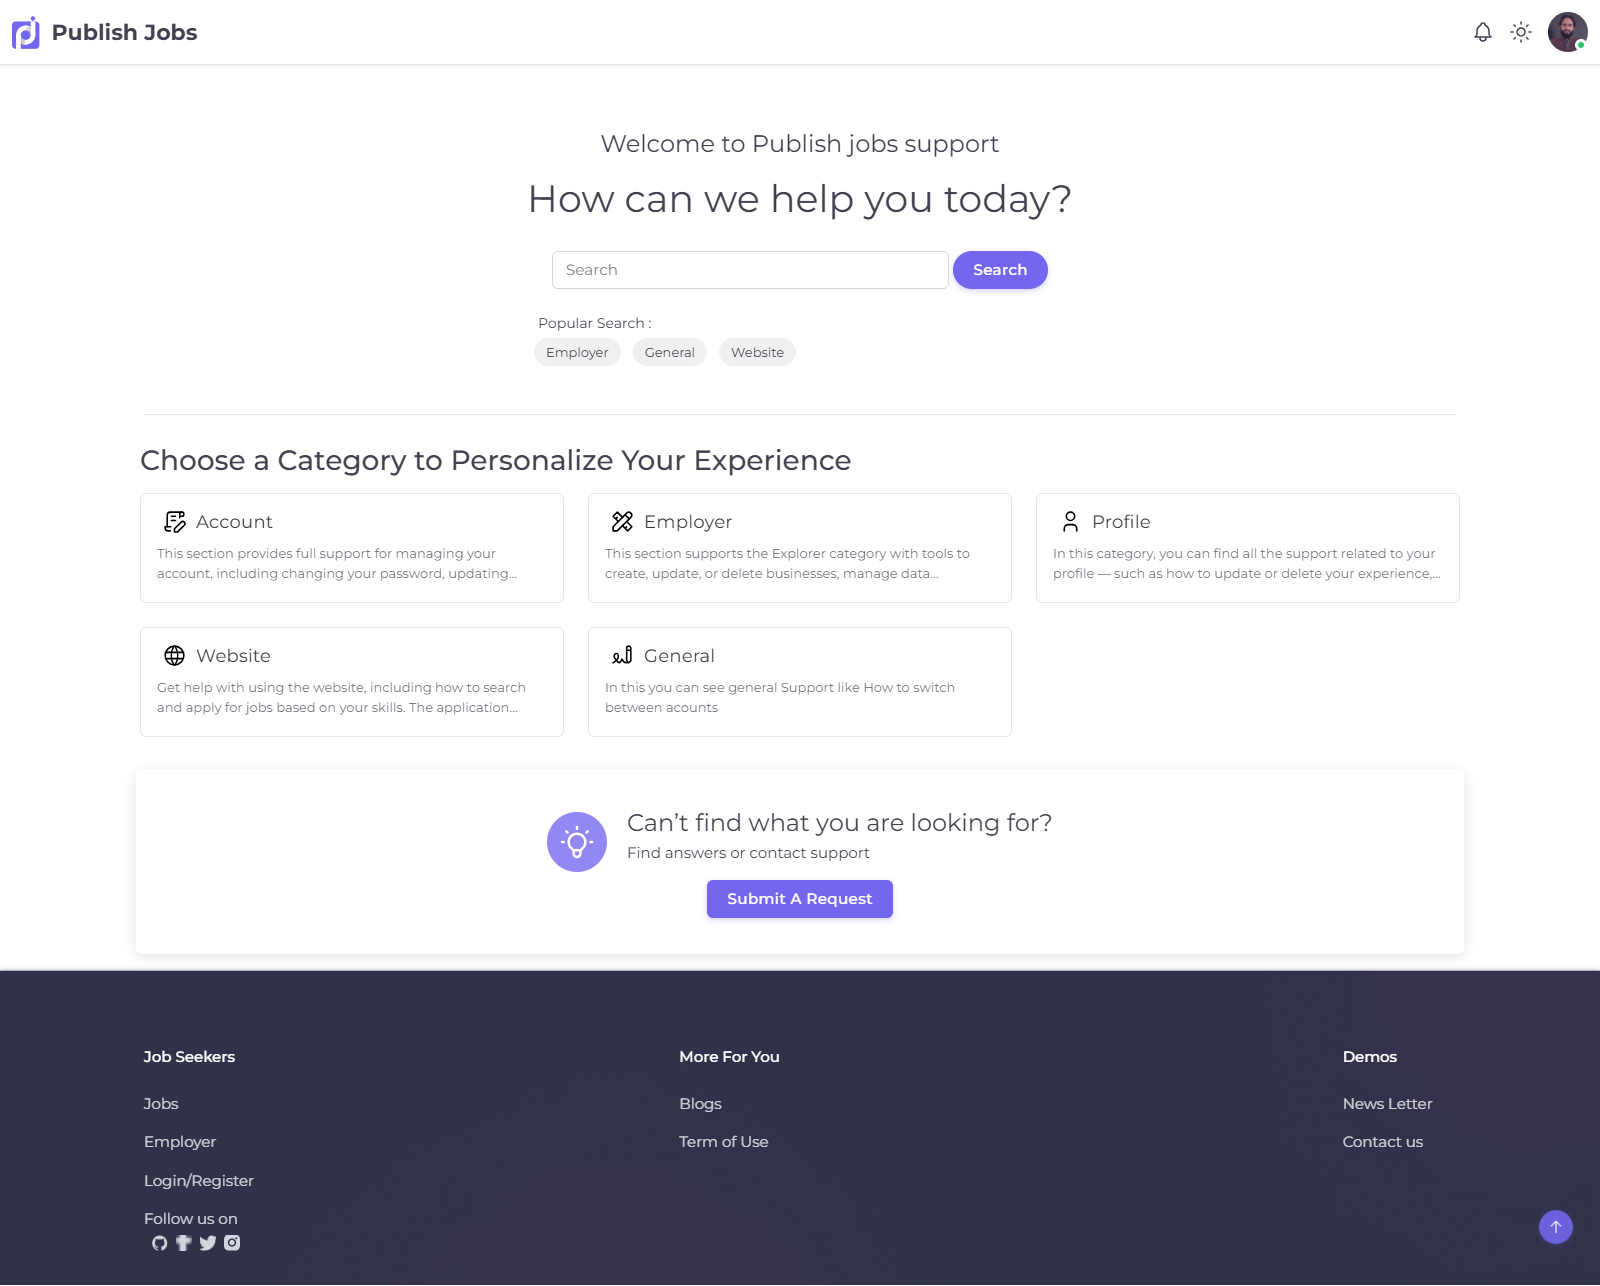 Publish Jobs
Welcome to Publish jobs support
How can we help you today?
Search
Search
Popular Search :
Employer
General
Website
Choose a Category to Personalize Your Experience
Account
This section provides full support for managing your
account, including changing your password, updating...
Employer
This section supports the Explorer category with tools to
create, update, or delete businesses, manage data...
Profile
In this category, you can find all the support related to your
profile — such as how to update or delete your experience,...
Website
Get help with using the website, including how to search
and apply for jobs based on your skills. The application...
General
In this you can see general Support like How to switch
between acounts
Can’t find what you are looking for?
Find answers or contact support
Submit A Request
Job Seekers
Jobs
Employer
Login/Register
Follow us on
More For You
Blogs
Term of Use
Demos
News Letter
Contact us